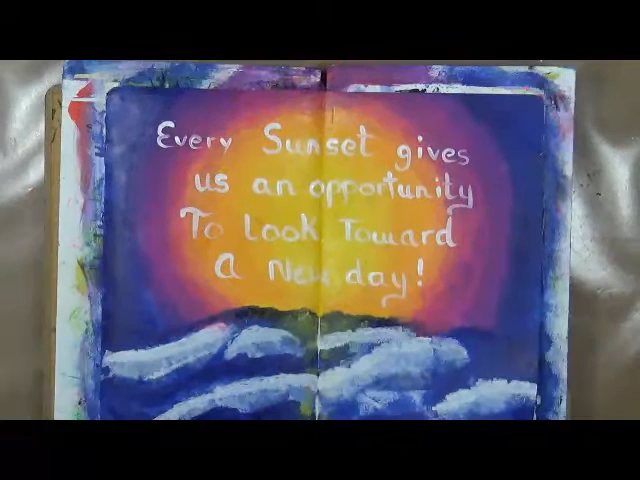 Every Sunset gives
us an opportunity
To Look Toward
a New day!